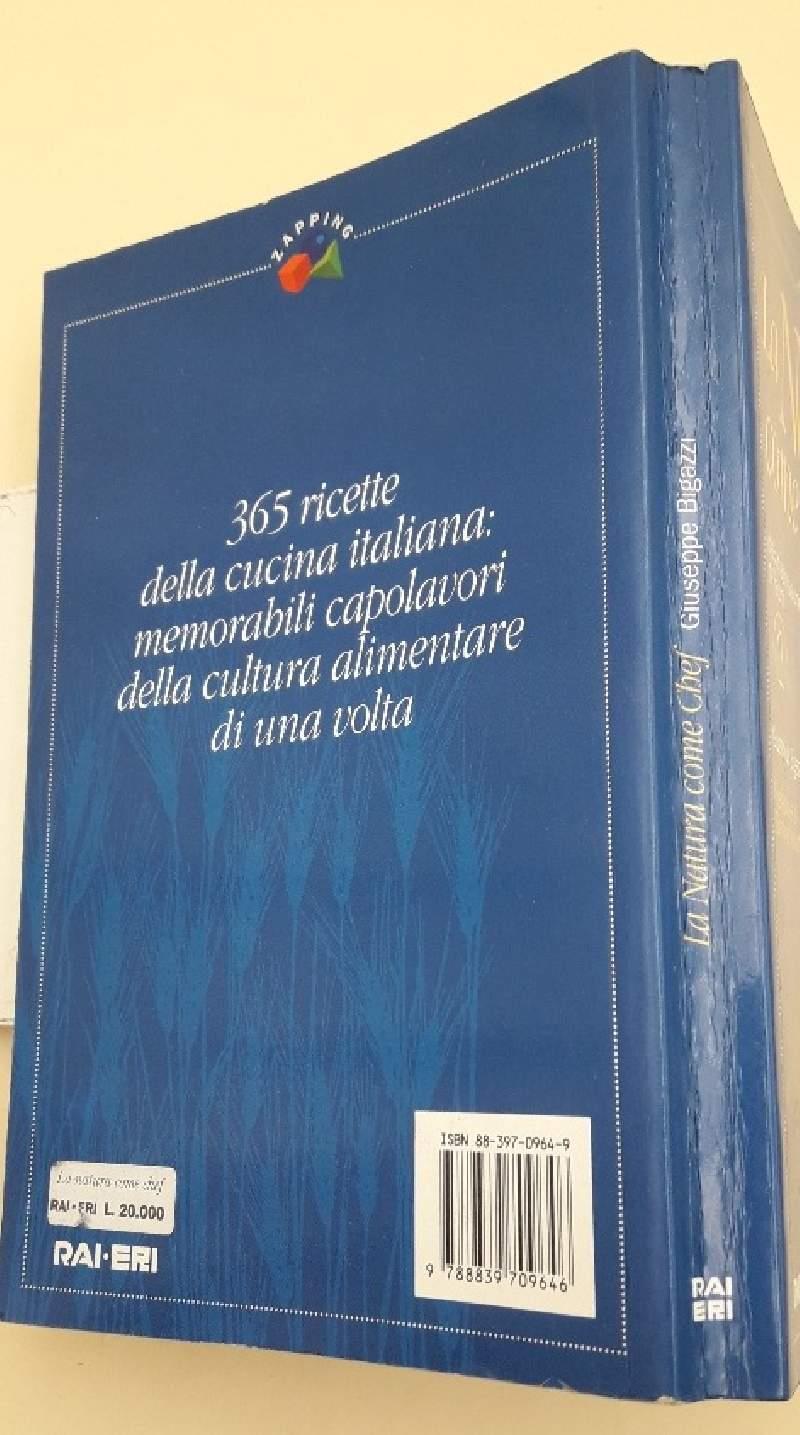 ZAPPING
365 ricette
della cucina italiana:
memorabili capolavori
della cultura alimentare
di una volta
La natura come chef
RAI-ERI L. 20.000
RAI·ERI
ISBN 88-397-0964-9
9 788839 709646
La Natura come Chef Giuseppe Bigazzi
RAI
ERI